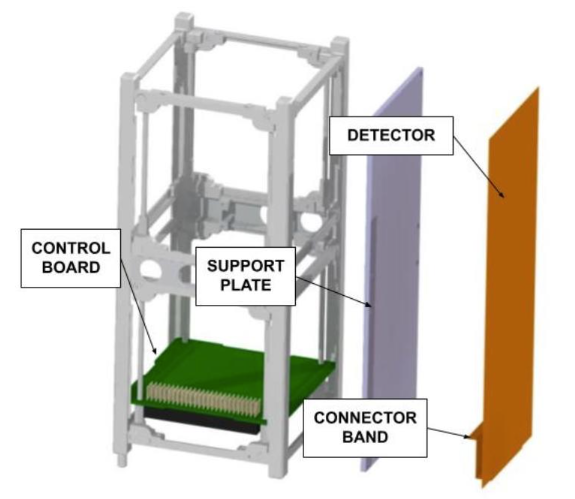 DETECTOR
CONTROL
BOARD
SUPPORT
PLATE
CONNECTOR
BAND